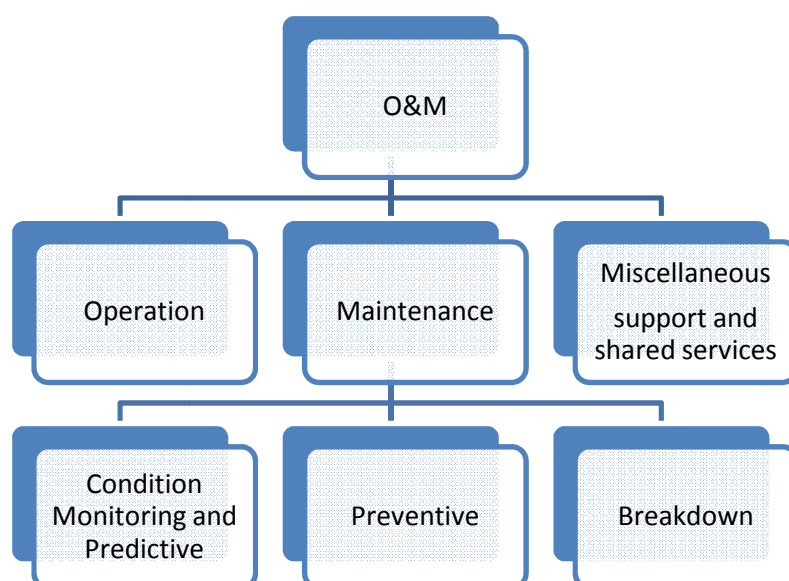 O&M
Operation
Maintenance
Miscellaneous
support and
shared services
Condition
Monitoring and
Predictive
Preventive
Breakdown